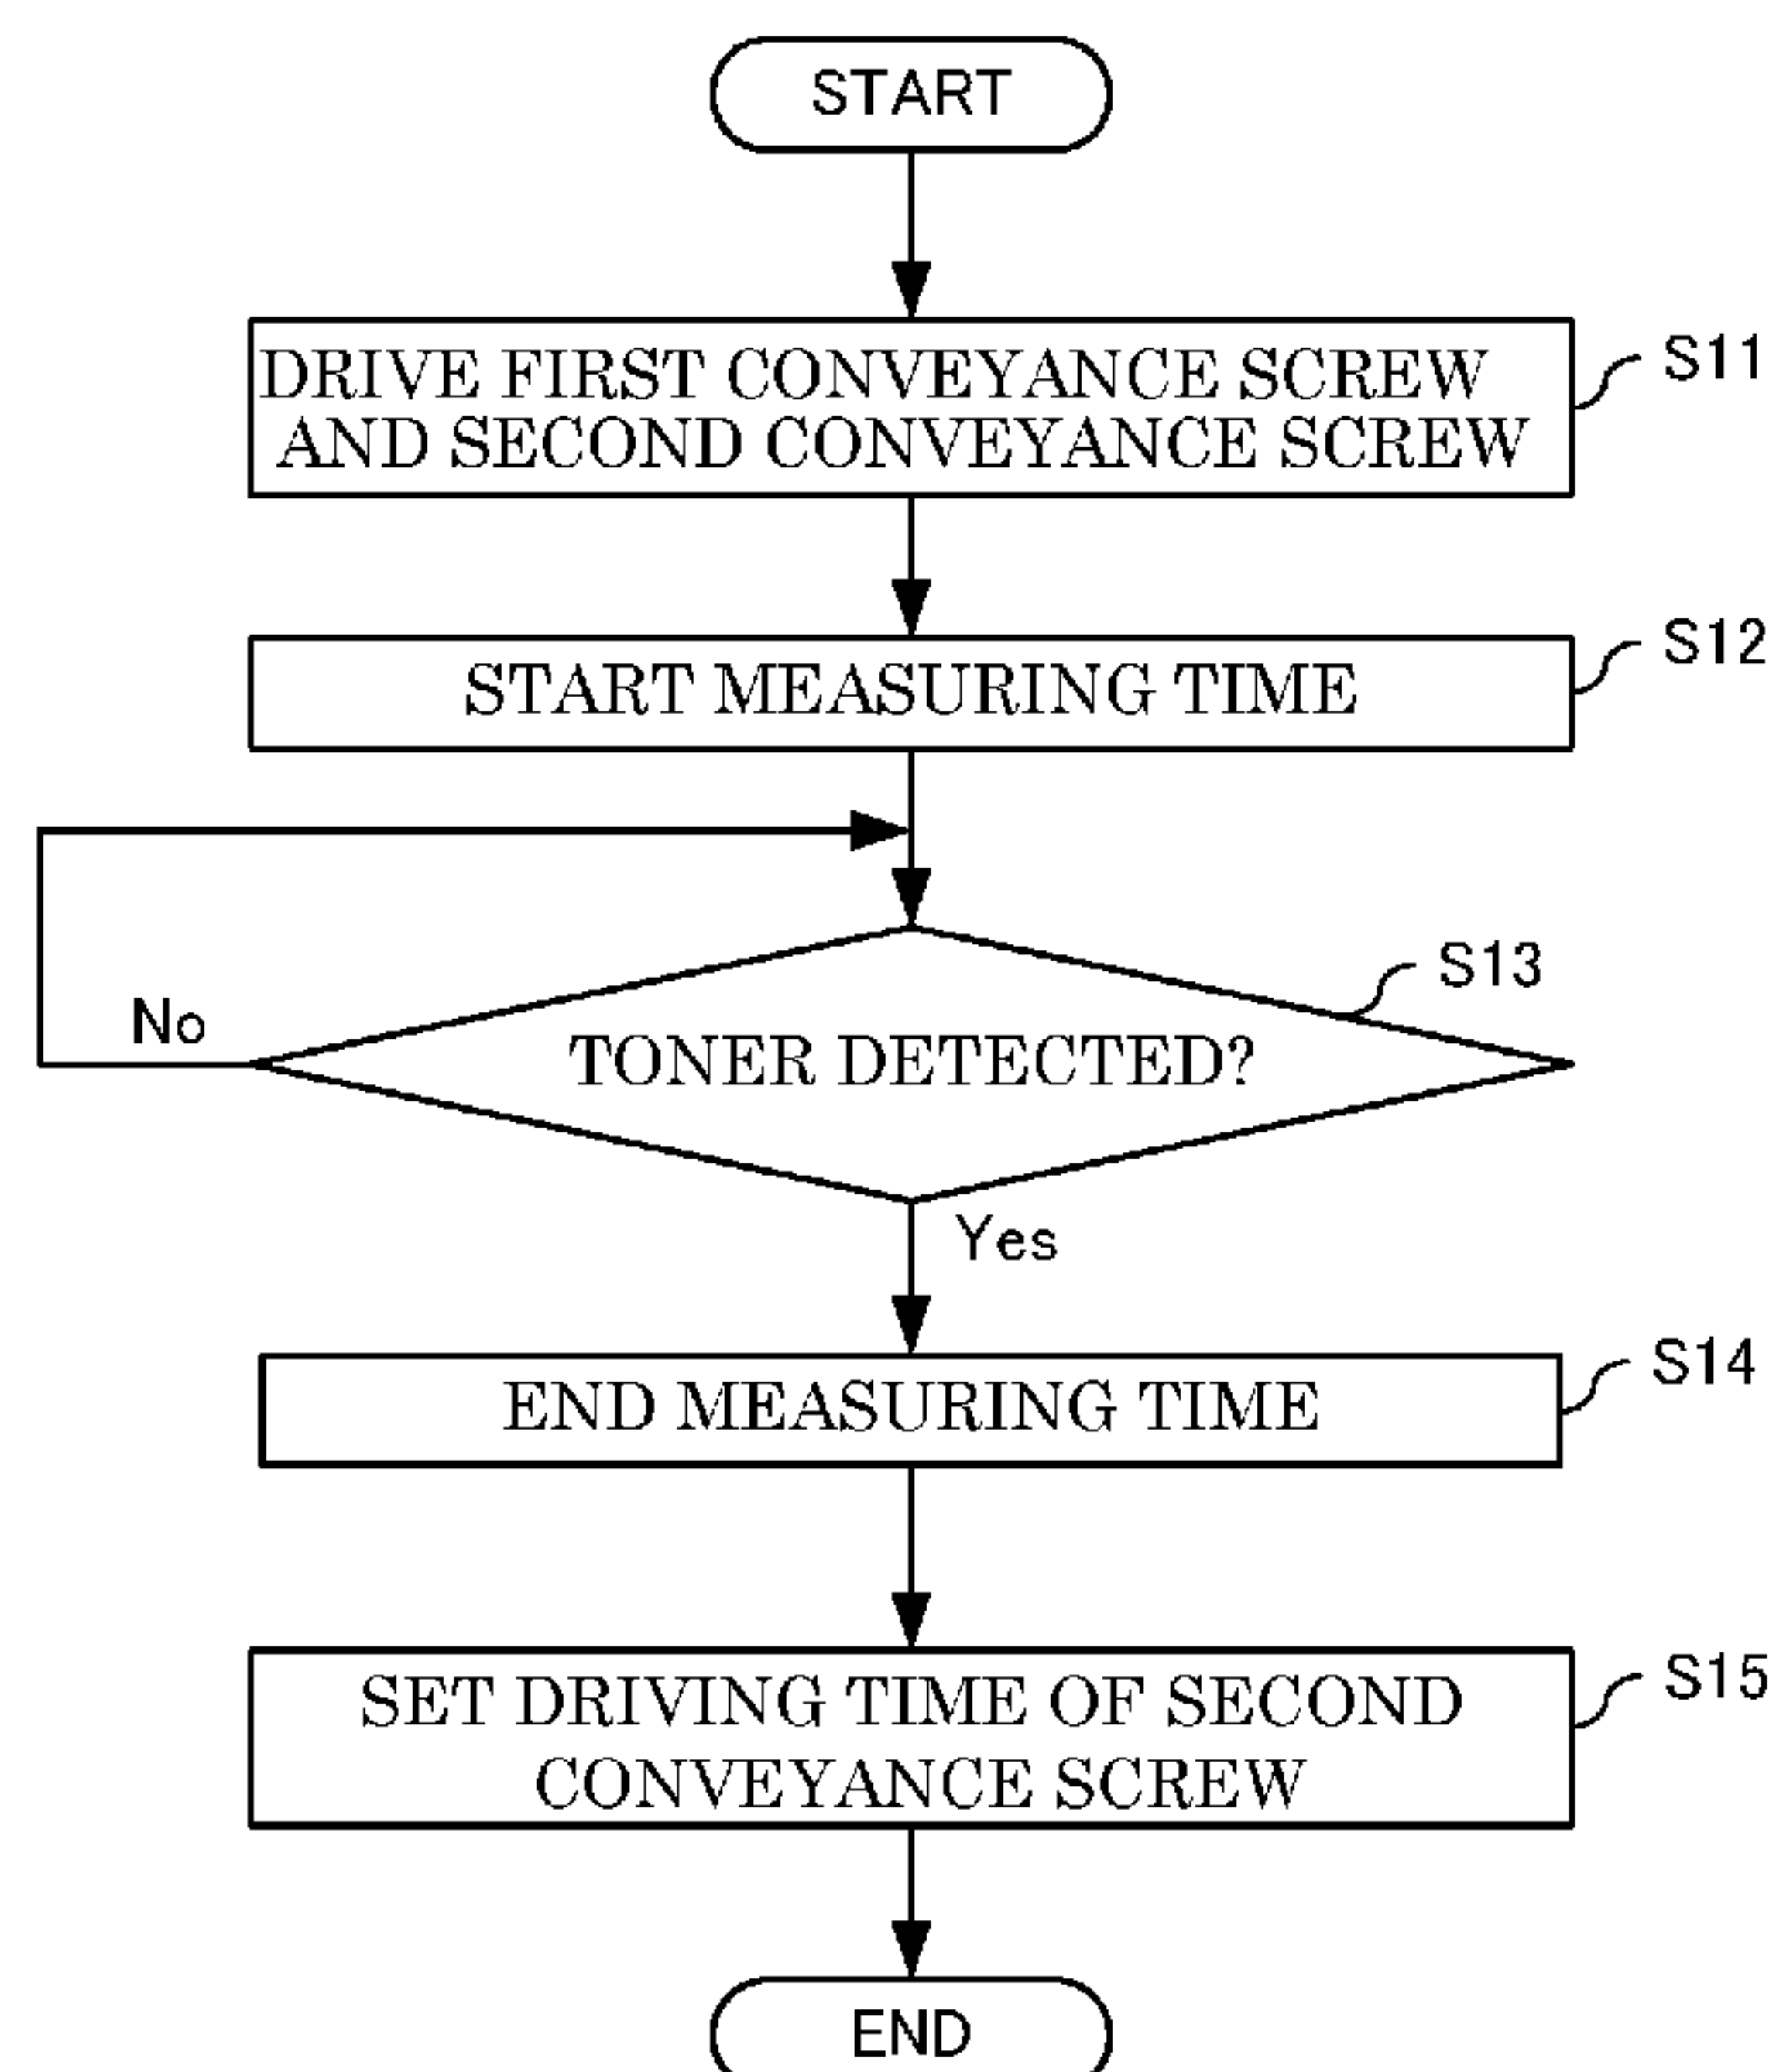 START
DRIVE FIRST CONVEYANCE SCREW
AND SECOND CONVEYANCE SCREW
S11
START MEASURING TIME
S12
TONER DETECTED?
S13
No
Yes
END MEASURING TIME
S14
SET DRIVING TIME OF SECOND
CONVEYANCE SCREW
S15
END